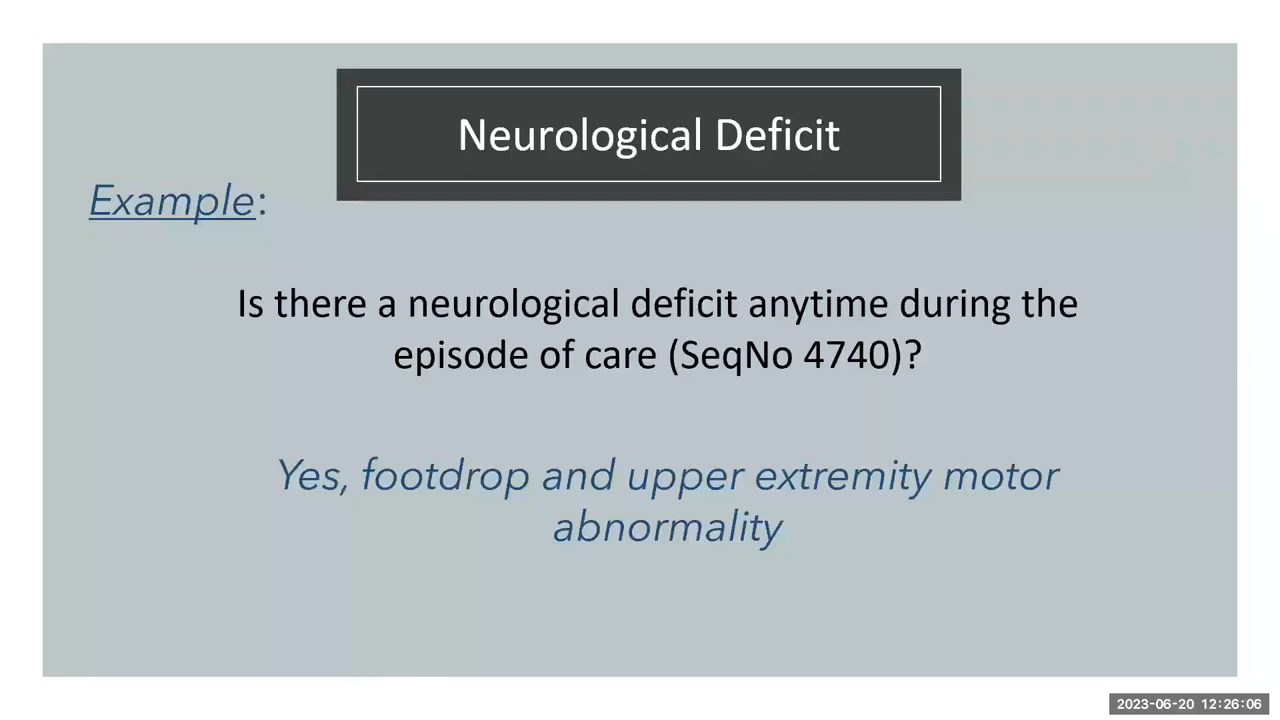 Neurological Deficit
Example:
Is there a neurological deficit anytime during the
episode of care (SeqNo 4740)?
Yes, footdrop and upper extremity motor
abnormality
2023-06-20 12:26:06